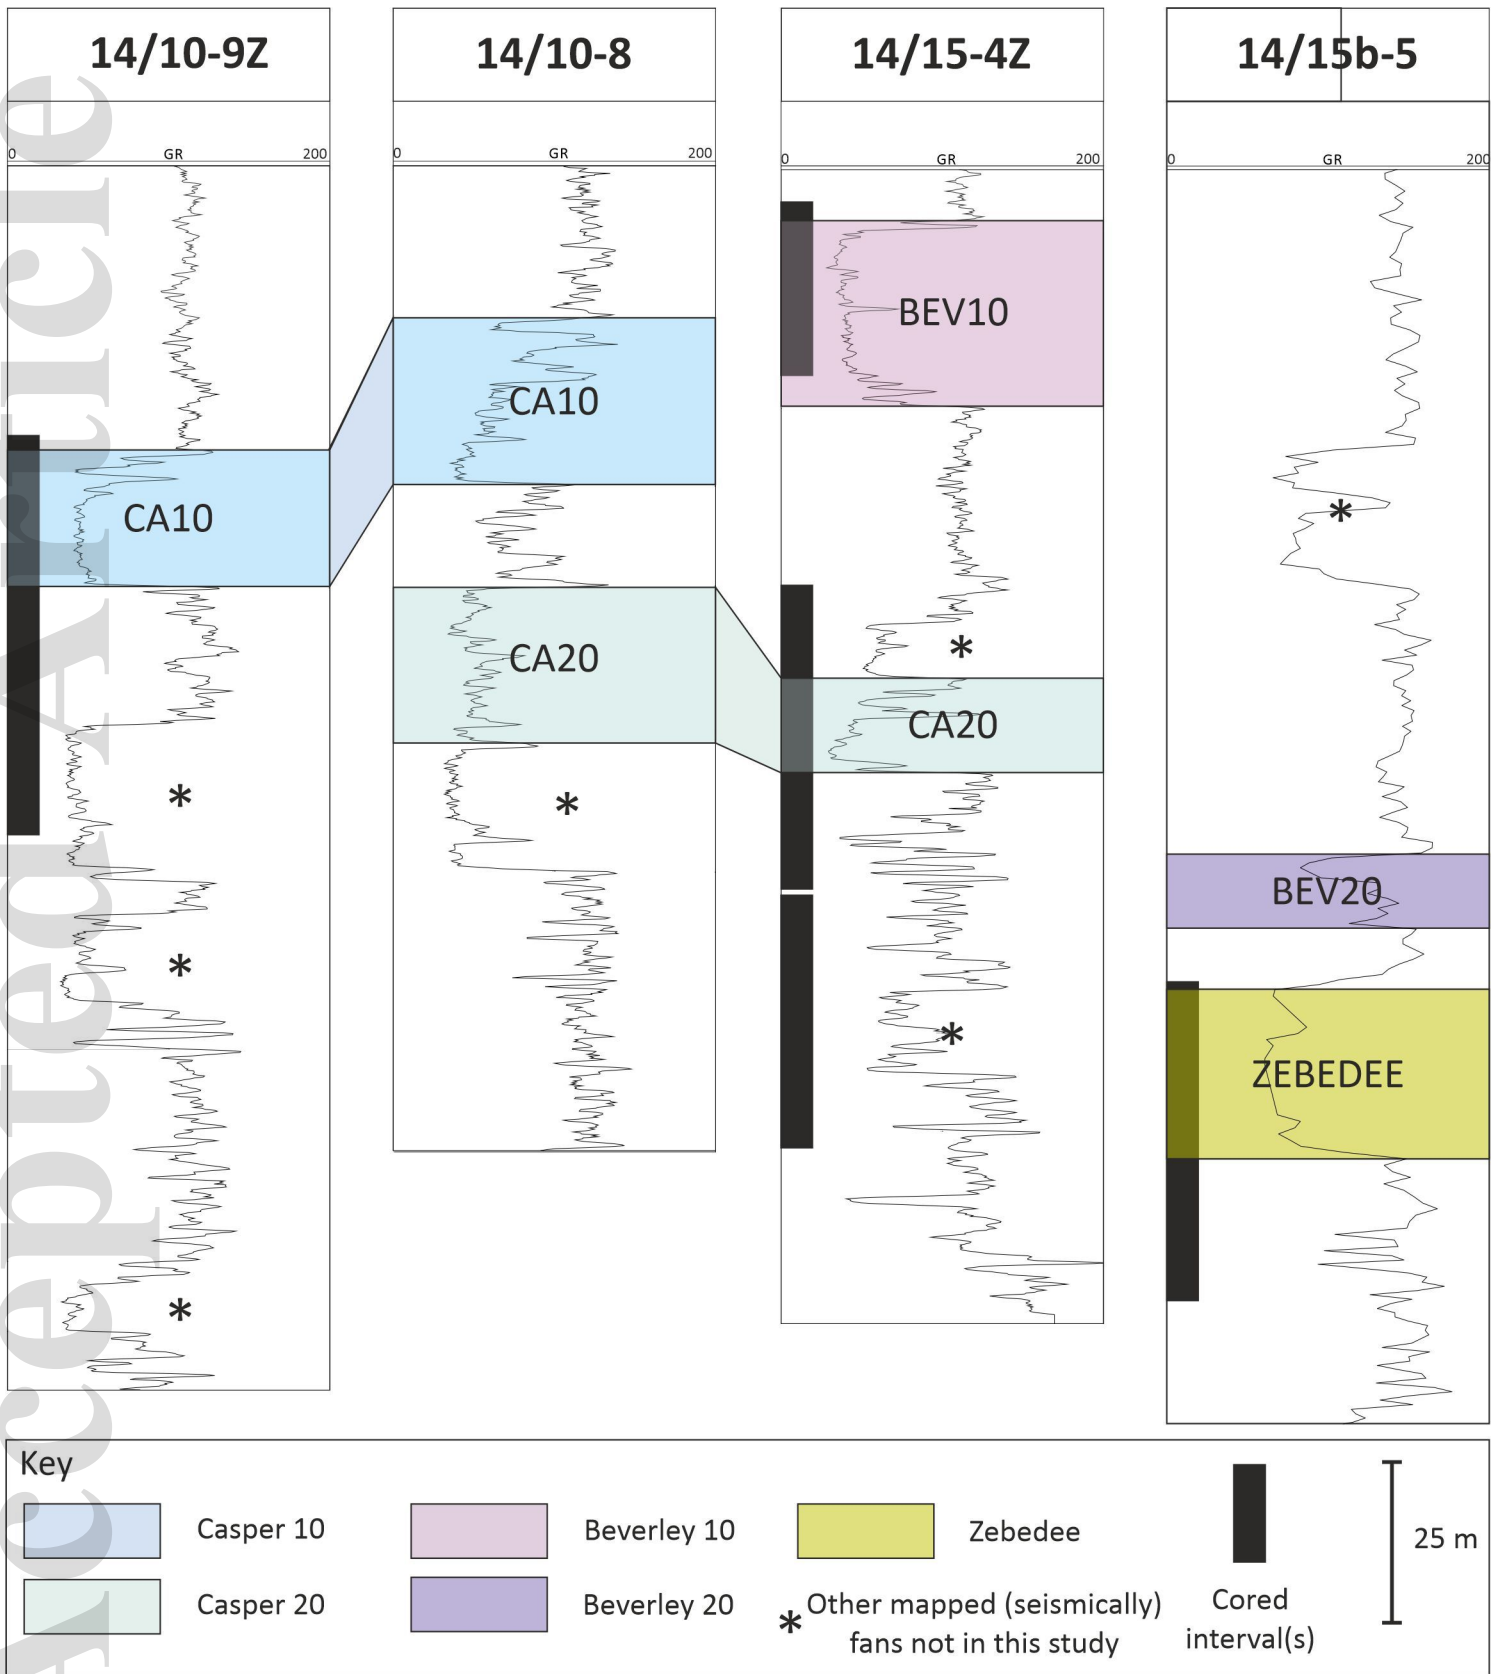 14/10-9Z
14/10-8
14/15-4Z
14/15b-5
0 GR 200
0 GR 200
0 GR 200
0 GR 200
BEV10
CA10
CA10
*
CA20
*
CA20
*
*
BEV20
*
*
ZEBEDEE
*
Key
Casper 10
Beverley 10
Zebedee
25 m
Casper 20
Beverley 20
* Other mapped (seismically)
fans not in this study
Cored
interval(s)
Accepted Article